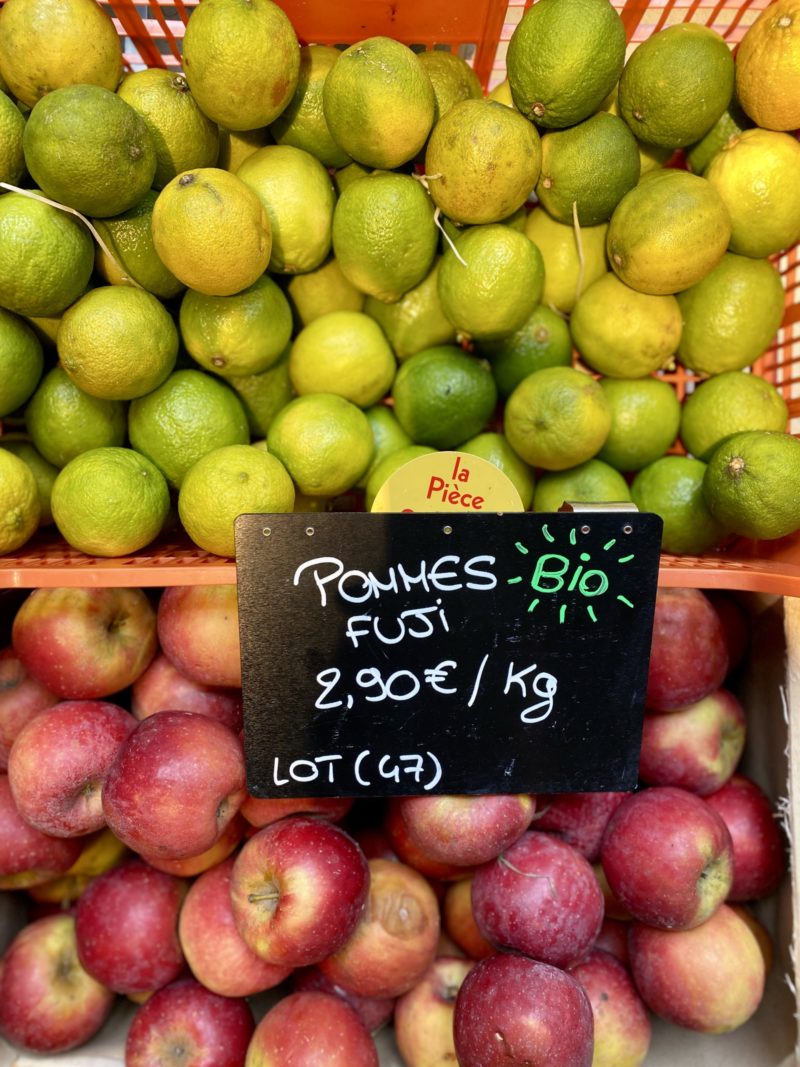 la
Pièce
POMMES Bio
FUJi
2,90€ / Kg
LOT (47)